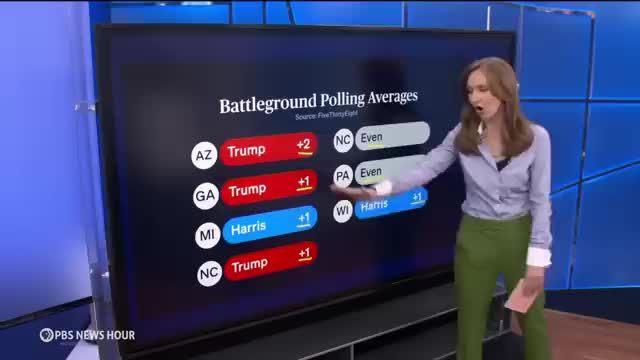 Battleground Polling Averages
Source: FiveThirtyEight
AZ Trump +2
GA Trump +1
MI Harris +1
NC Trump +1
NC Even
PA Even
WI Harris +1
PBS NEWS HOUR